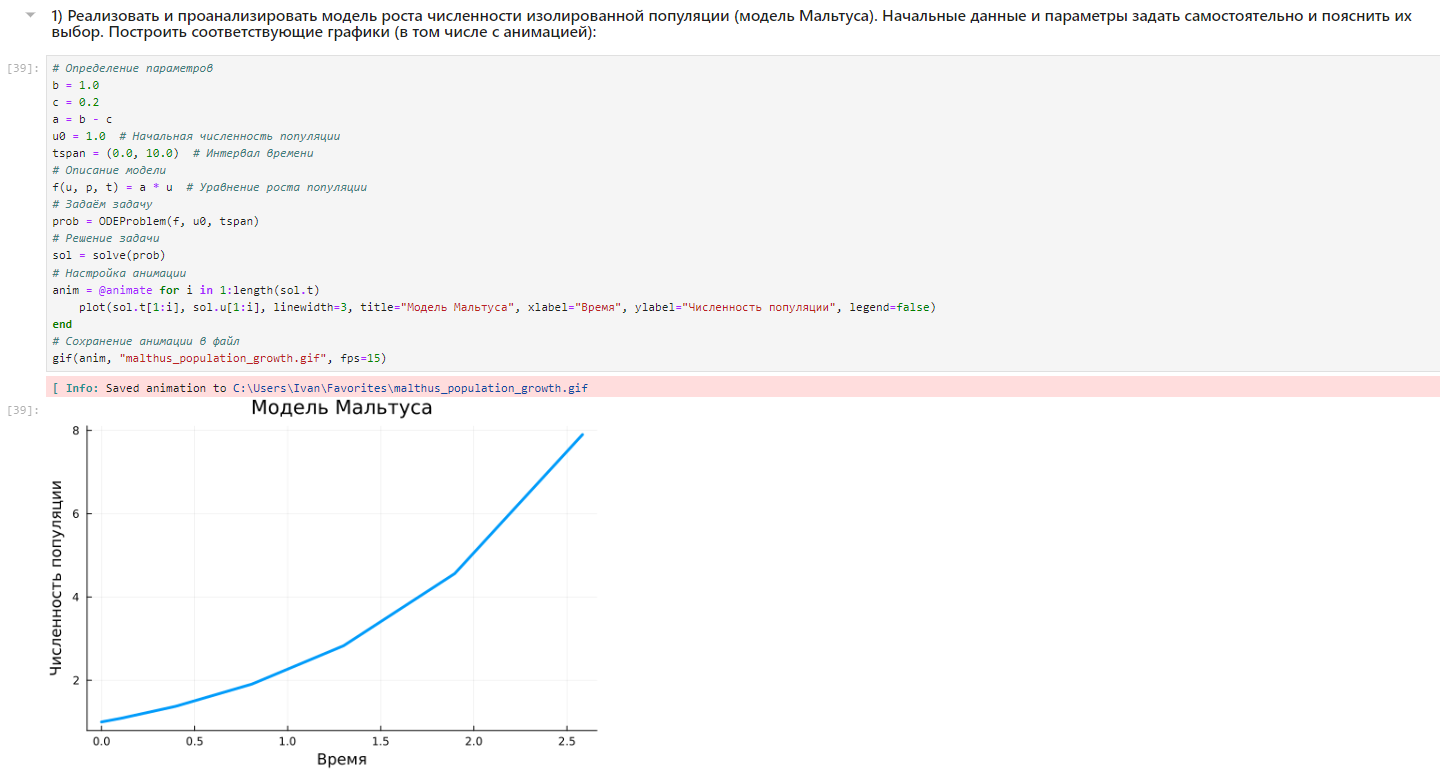 1) Реализовать и проанализировать модель роста численности изолированной популяции (модель Мальтуса). Начальные данные и параметры задать самостоятельно и пояснить их
выбор. Построить соответствующие графики (в том числе с анимацией):
[39]:
# Определение параметров
b = 1.0
c = 0.2
a = b - c
u0 = 1.0  # Начальная численность популяции
tspan = (0.0, 10.0)  # Интервал времени
# Описание модели
f(u, p, t) = a * u  # Уравнение роста популяции
# Задаём задачу
prob = ODEProblem(f, u0, tspan)
# Решение задачи
sol = solve(prob)
# Настройка анимации
anim = @animate for i in 1:length(sol.t)
    plot(sol.t[1:i], sol.u[1:i], linewidth=3, title="Модель Мальтуса", xlabel="Время", ylabel="Численность популяции", legend=false)
end
# Сохранение анимации в файл
gif(anim, "malthus_population_growth.gif", fps=15)
[ Info: Saved animation to C:\Users\Ivan\Favorites\malthus_population_growth.gif
[39]:
Модель Мальтуса
Численность популяции
8
6
4
2
0.0 0.5 1.0 1.5 2.0 2.5
Время